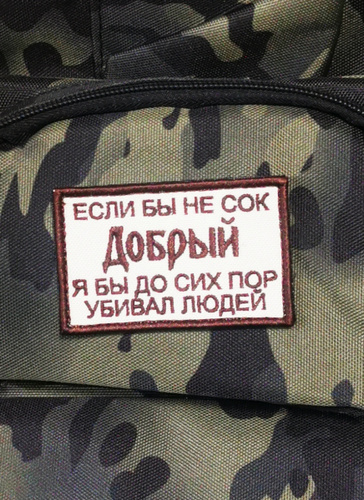 ЕСЛИ БЫ НЕ СОК
ДОБРЫЙ
Я БЫ ДО СИХ ПОР
УБИВАЛ ЛЮДЕЙ